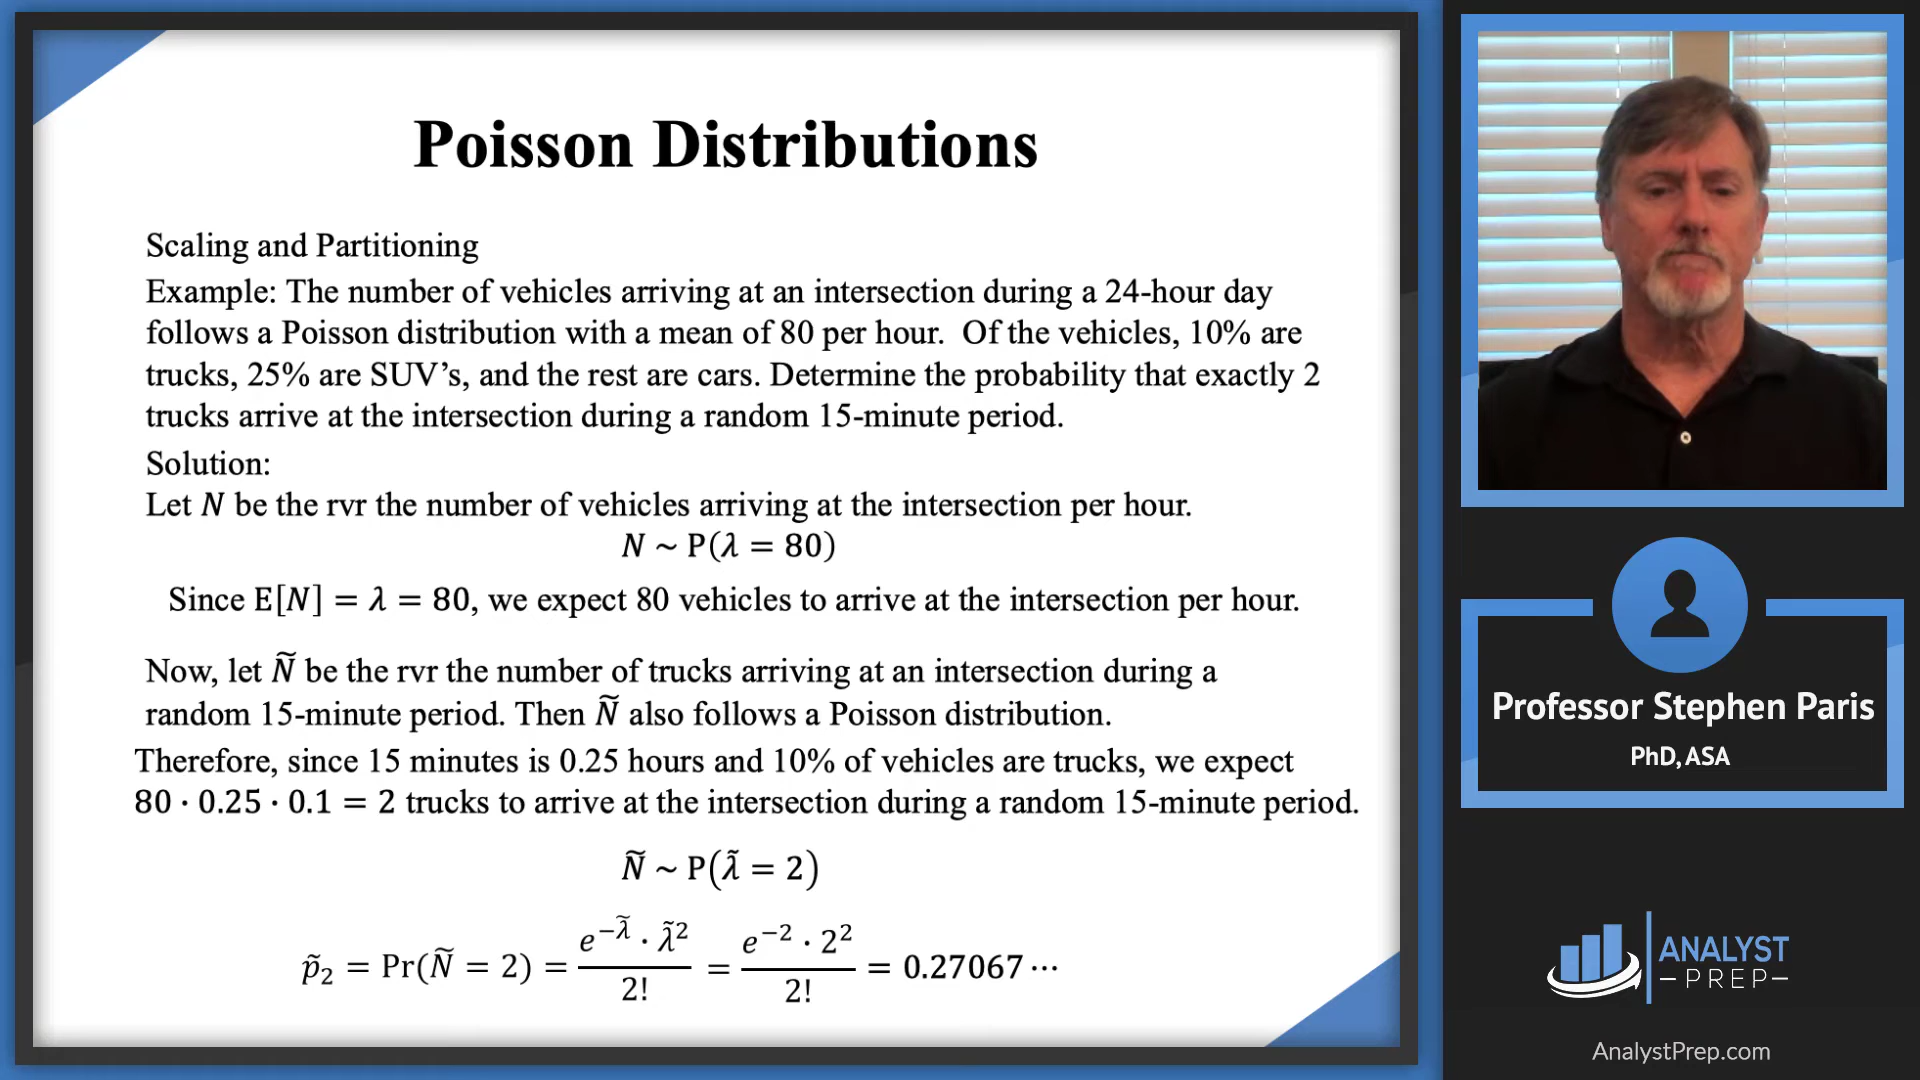 Poisson Distributions
Scaling and Partitioning
Example: The number of vehicles arriving at an intersection during a 24-hour day
follows a Poisson distribution with a mean of 80 per hour.  Of the vehicles, 10% are
trucks, 25% are SUV’s, and the rest are cars. Determine the probability that exactly 2
trucks arrive at the intersection during a random 15-minute period.
Solution:
Let N be the rvr the number of vehicles arriving at the intersection per hour.
N ~ P(λ = 80)
Since E[N] = λ = 80, we expect 80 vehicles to arrive at the intersection per hour.
Now, let Ñ be the rvr the number of trucks arriving at an intersection during a
random 15-minute period. Then Ñ also follows a Poisson distribution.
Therefore, since 15 minutes is 0.25 hours and 10% of vehicles are trucks, we expect
80 · 0.25 · 0.1 = 2 trucks to arrive at the intersection during a random 15-minute period.
Ñ ~ P(λ̃ = 2)
p̃₂ = Pr(Ñ = 2) = e^(−λ̃) · λ̃² / 2! = e⁻² · 2² / 2! = 0.27067 ⋯
Professor Stephen Paris
PhD, ASA
ANALYST
PREP
AnalystPrep.com